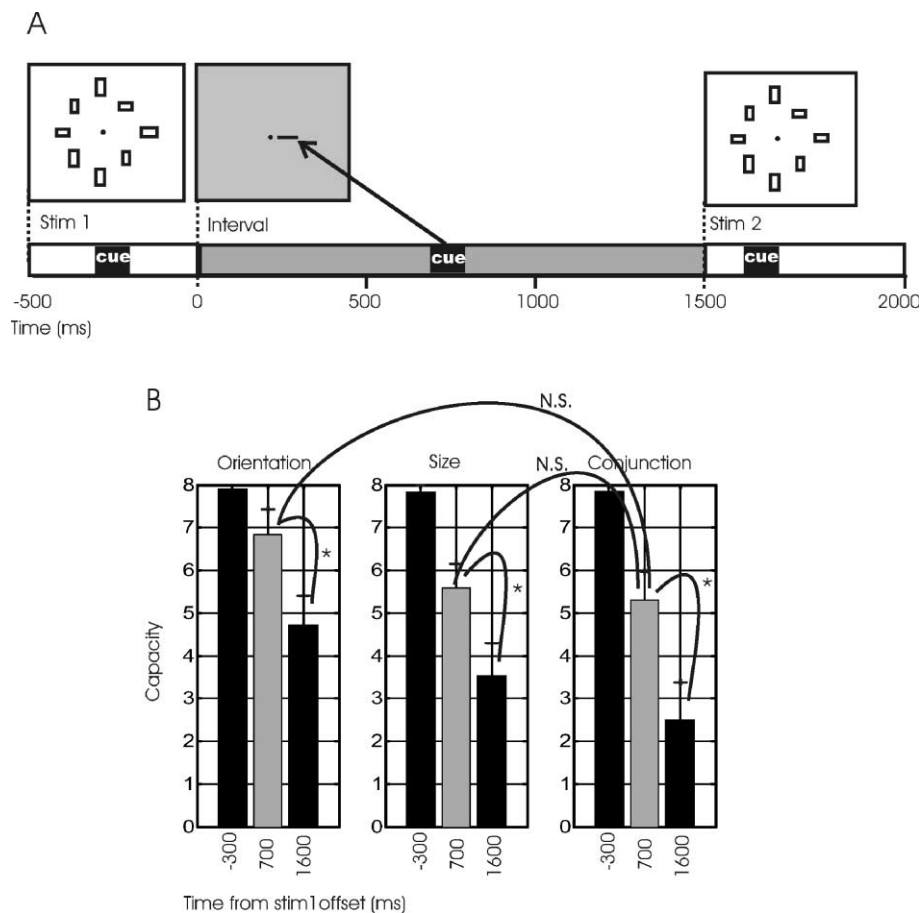 A
Stim 1
Interval
Stim 2
cue
cue
cue
-500
0
500
1000
1500
2000
Time (ms)
B
N.S.
N.S.
Orientation
Size
Conjunction
8
7
6
5
4
3
2
1
0
8
7
6
5
4
3
2
1
0
8
7
6
5
4
3
2
1
0
*
*
*
Capacity
-300
700
1600
-300
700
1600
-300
700
1600
Time from stim1offset (ms)